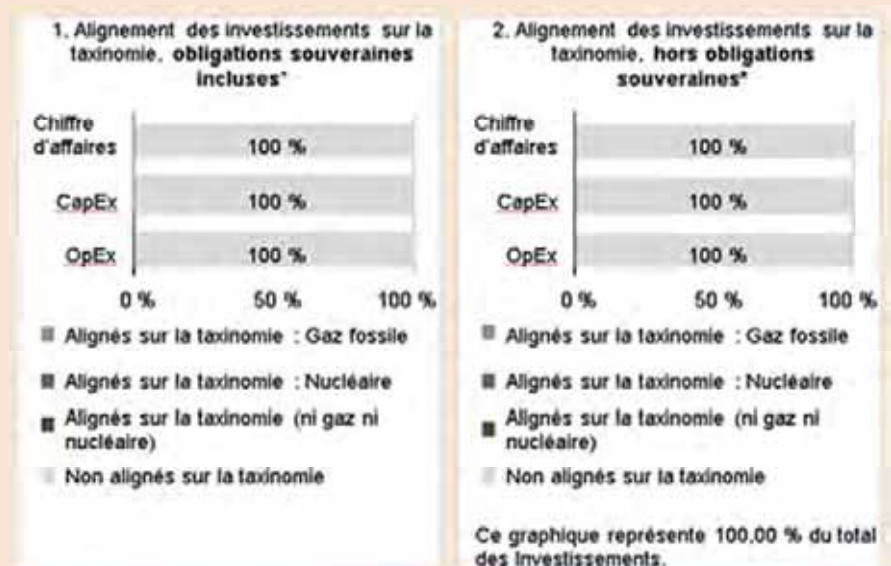 1. Alignement des investissements sur la
taxinomie, obligations souveraines
incluses*
Chiffre
d'affaires
100 %
CapEx
100 %
OpEx
100 %
0 % 50 % 100 %
Alignés sur la taxinomie : Gaz fossile
Alignés sur la taxinomie : Nucléaire
Alignés sur la taxinomie (ni gaz ni
nucléaire)
Non alignés sur la taxinomie
2. Alignement des investissements sur la
taxinomie, hors obligations
souveraines*
Chiffre
d'affaires
100 %
CapEx
100 %
OpEx
100 %
0 % 50 % 100 %
Alignés sur la taxinomie : Gaz fossile
Alignés sur la taxinomie : Nucléaire
Alignés sur la taxinomie (ni gaz ni
nucléaire)
Non alignés sur la taxinomie
Ce graphique représente 100.00 % du total
des Investissements.